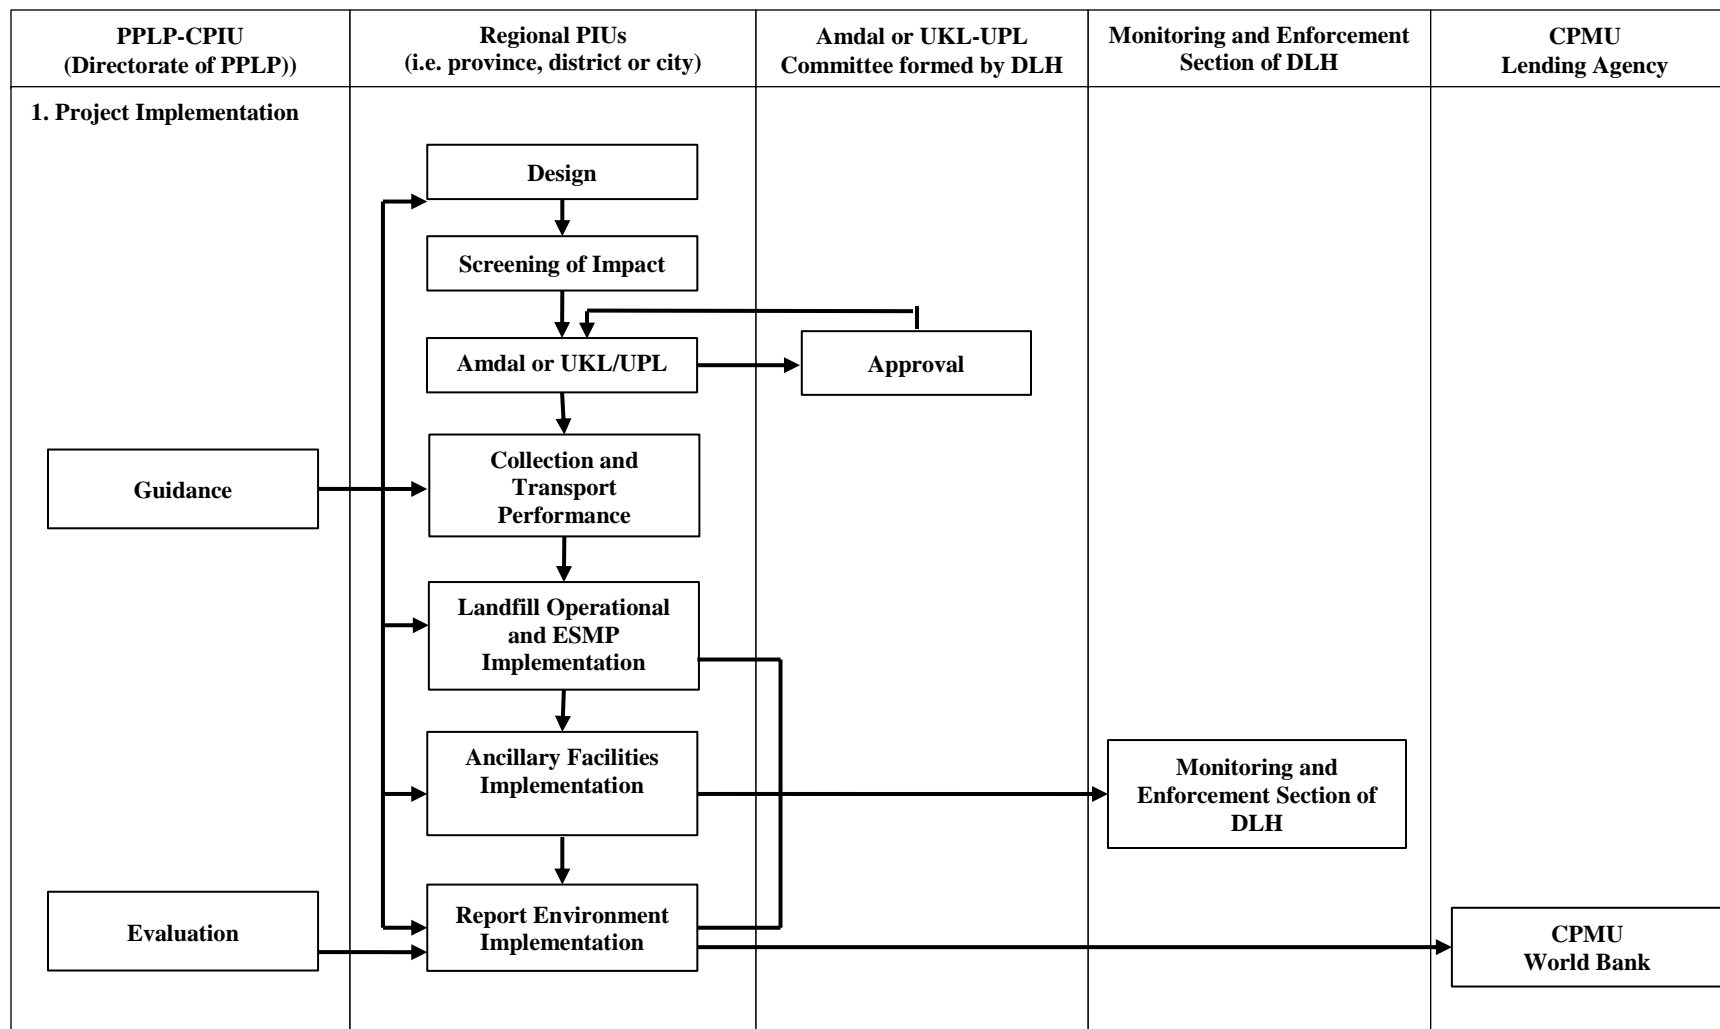 PPLP-CPIU
(Directorate of PPLP))
Regional PIUs
(i.e. province, district or city)
Amdal or UKL-UPL
Committee formed by DLH
Monitoring and Enforcement
Section of DLH
CPMU
Lending Agency
1. Project Implementation
Design
Screening of Impact
Amdal or UKL/UPL
Approval
Guidance
Collection and
Transport
Performance
Landfill Operational
and ESMP
Implementation
Ancillary Facilities
Implementation
Monitoring and
Enforcement Section of
DLH
Evaluation
Report Environment
Implementation
CPMU
World Bank